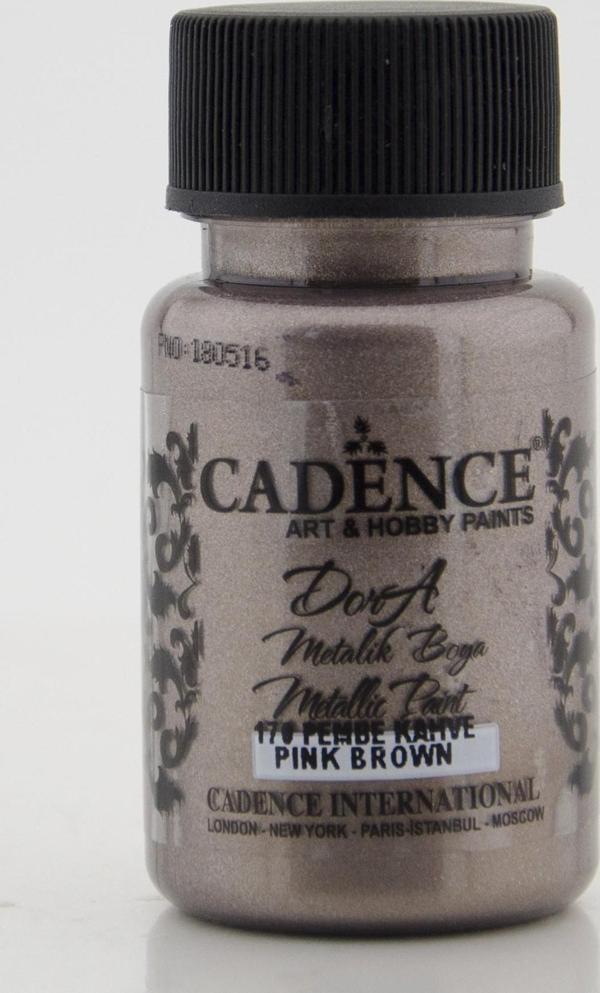 PNO:180516
CADENCE®
ART & HOBBY PAINTS
DorA
Metalik Boya
Metallic Paint
170 PEMBE KAHVE
PINK BROWN
CADENCE INTERNATIONAL
LONDON - NEW YORK - PARIS-İSTANBUL - MOSCOW